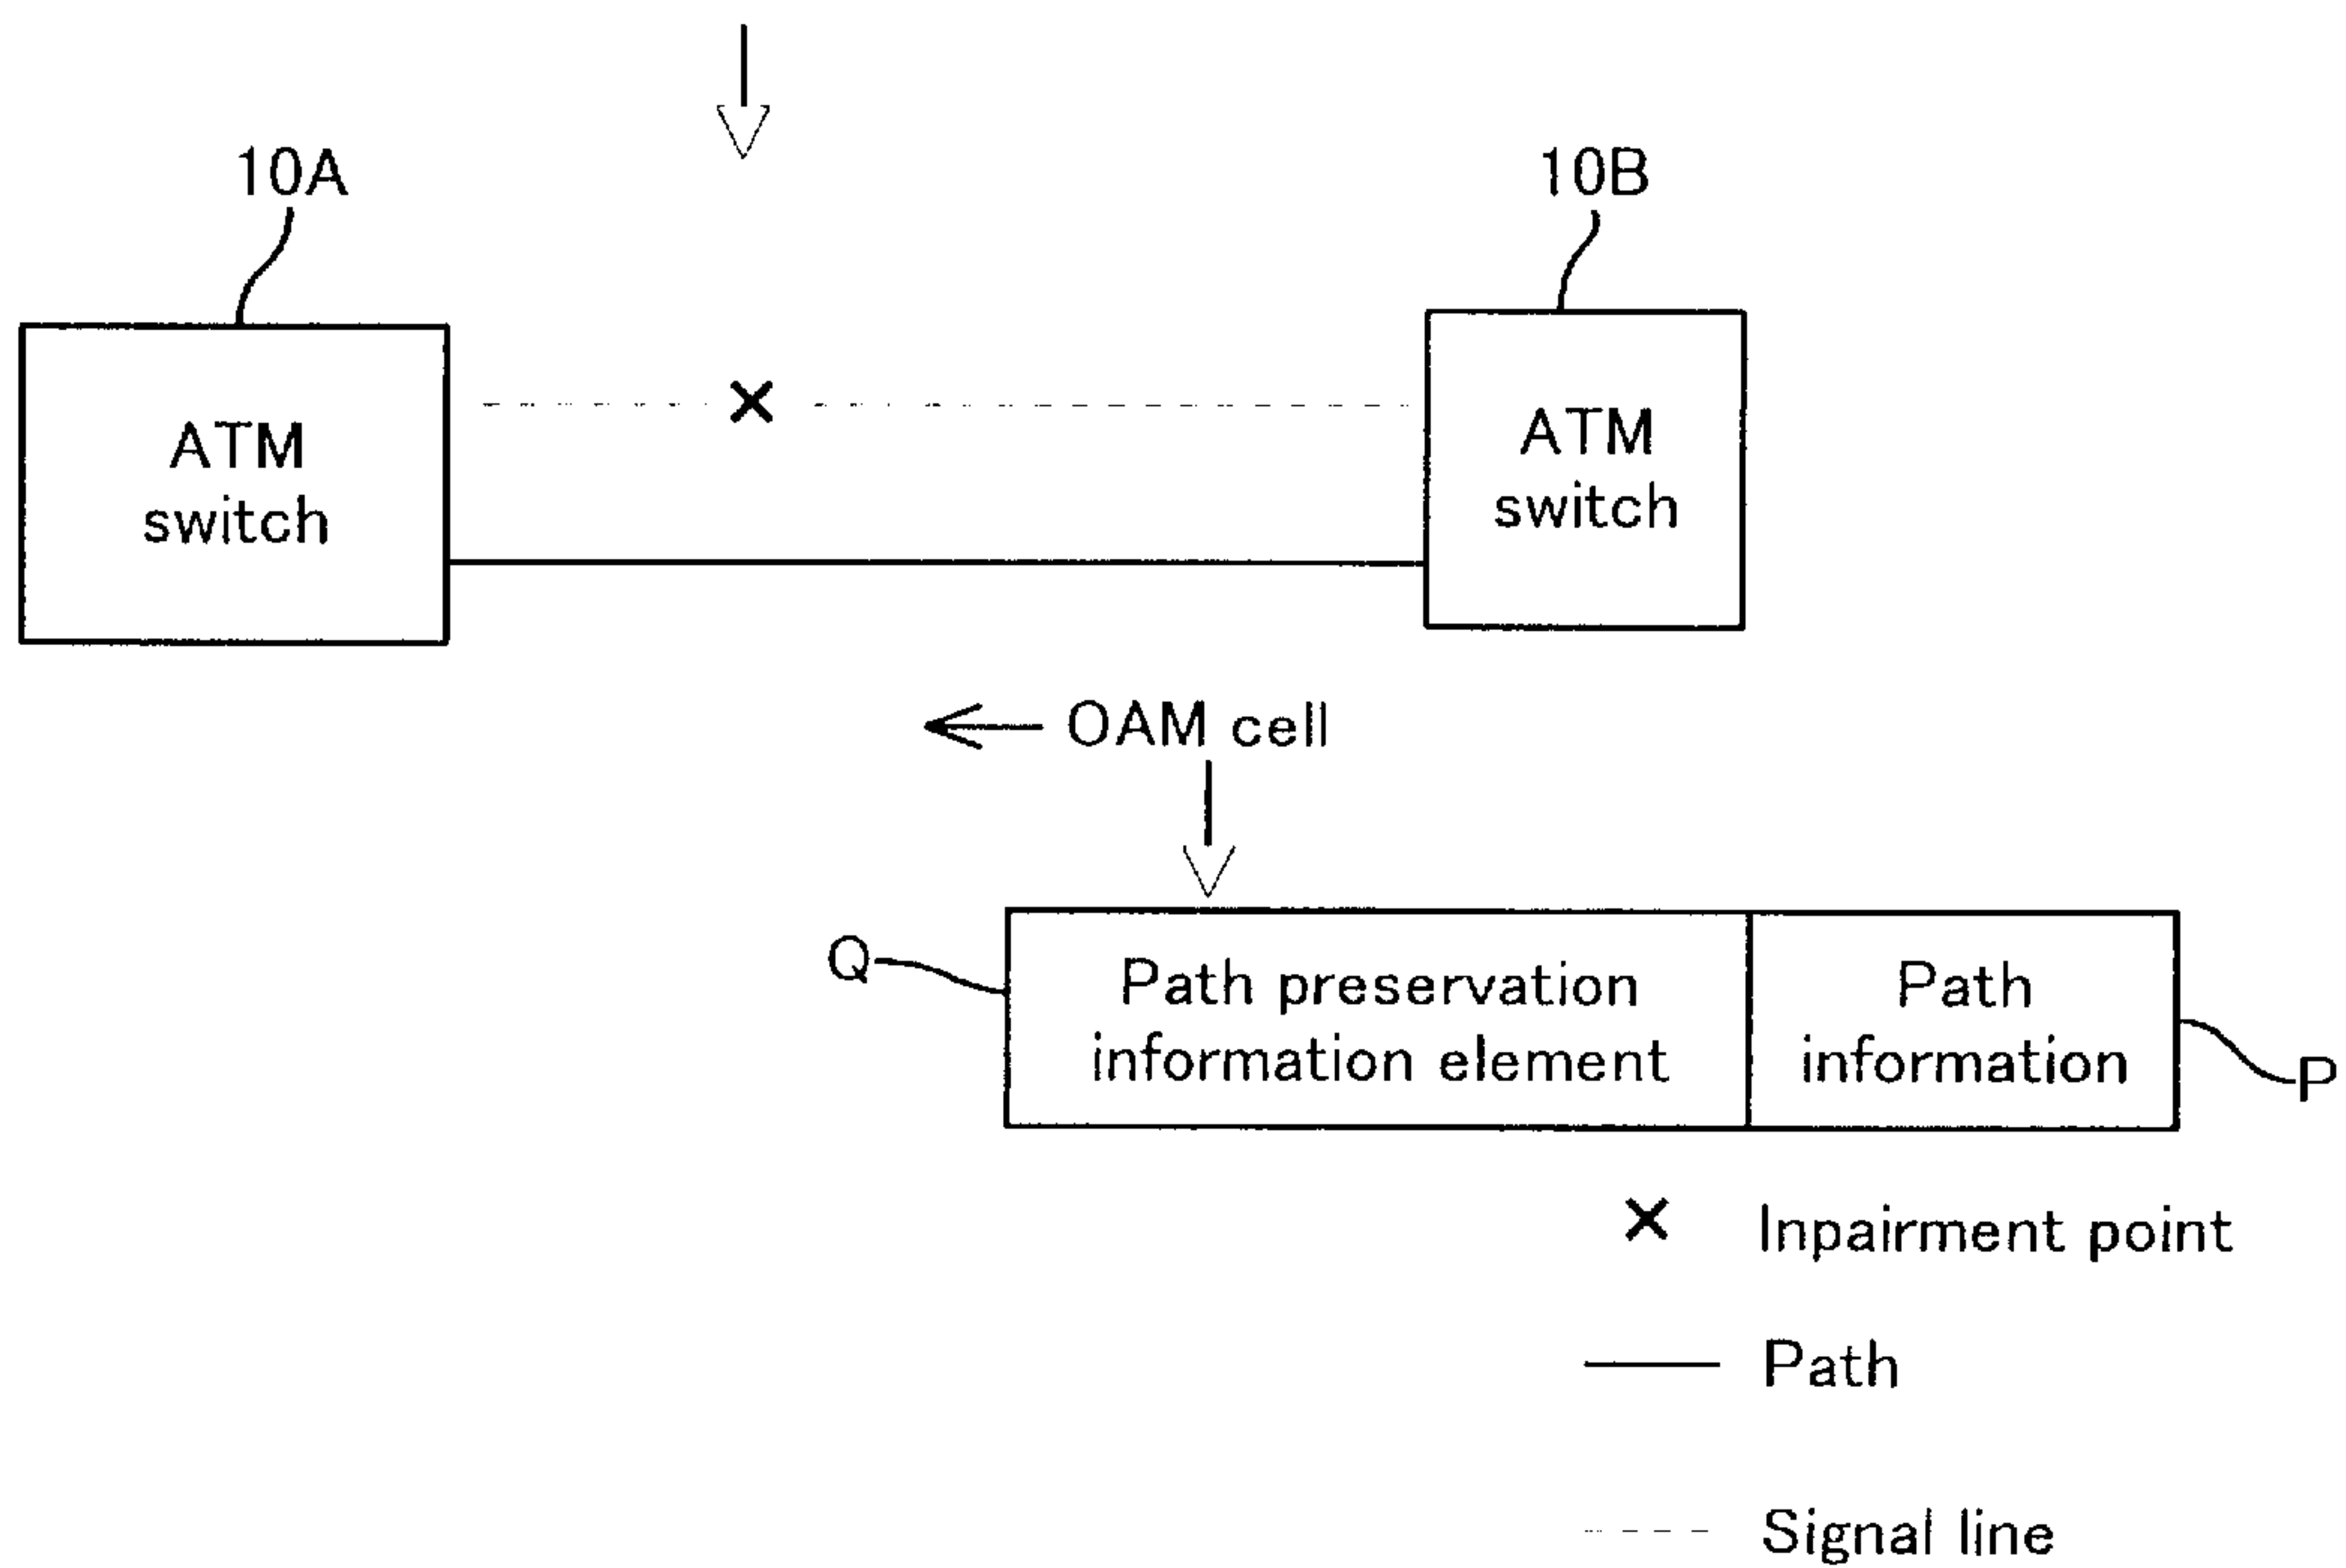 10A
10B
ATM
switch
ATM
switch
OAM cell
Q
Path preservation
information element
Path
information
P
Inpairment point
Path
Signal line